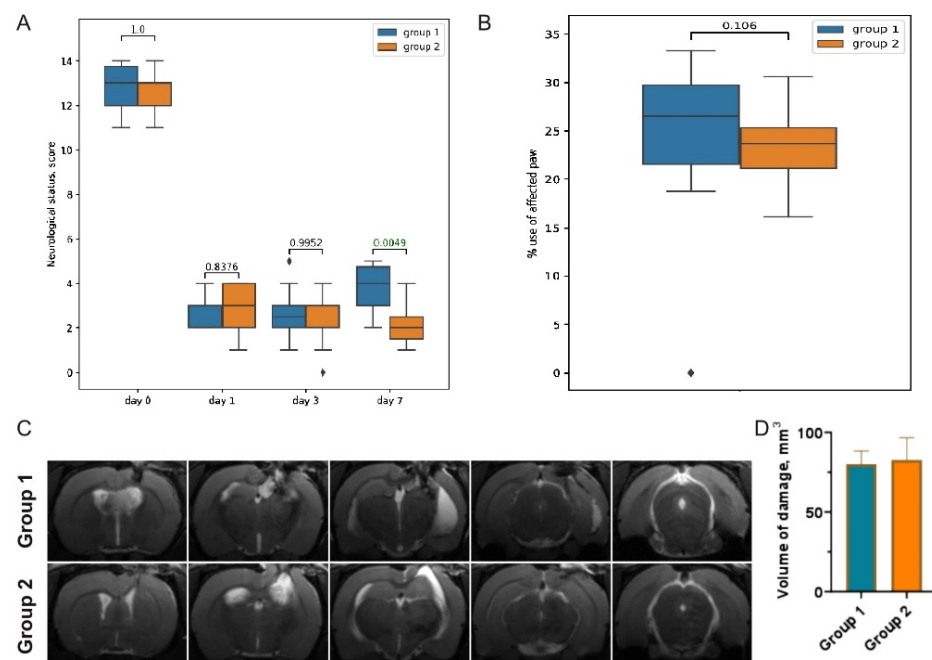 A
1.0
group 1
group 2
14
12
10
8
6
4
2
0
Neurological status, score
0.8376
0.9952
0.0049
day 0
day 1
day 3
day 7
B
0.106
group 1
group 2
35
30
25
20
15
10
5
0
% use of affected paw
C
Group 1
Group 2
D
Volume of damage, mm³
100
50
0
Group 1
Group 2